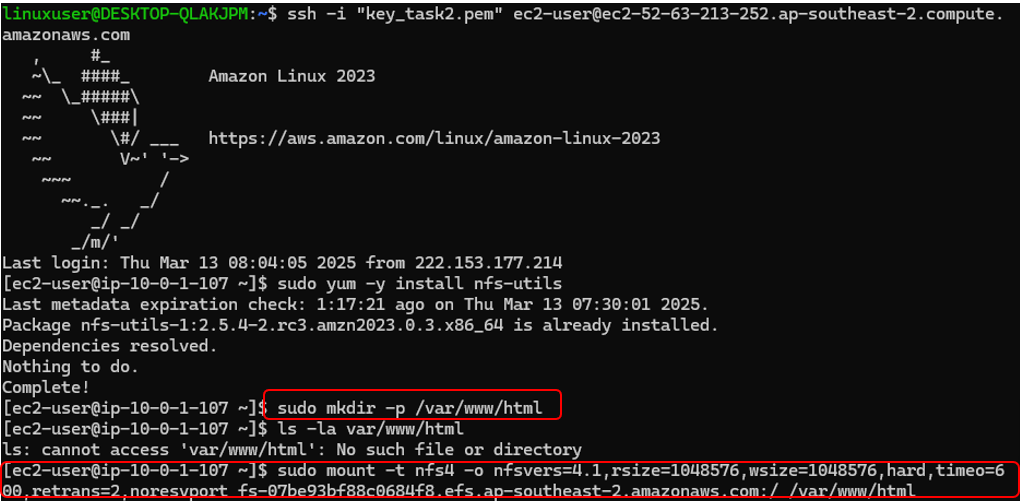 linuxuser@DESKTOP-QLAKJPM:~$ ssh -i "key_task2.pem" ec2-user@ec2-52-63-213-252.ap-southeast-2.compute.
amazonaws.com
   ,     #_
   ~\_  ####_        Amazon Linux 2023
  ~~  \_#####\
  ~~     \###|
  ~~       \#/ ___   https://aws.amazon.com/linux/amazon-linux-2023
   ~~       V~' '->
    ~~~         /
      ~~._.   _/
         _/ _/
       _/m/'
Last login: Thu Mar 13 08:04:05 2025 from 222.153.177.214
[ec2-user@ip-10-0-1-107 ~]$ sudo yum -y install nfs-utils
Last metadata expiration check: 1:17:21 ago on Thu Mar 13 07:30:01 2025.
Package nfs-utils-1:2.5.4-2.rc3.amzn2023.0.3.x86_64 is already installed.
Dependencies resolved.
Nothing to do.
Complete!
[ec2-user@ip-10-0-1-107 ~]$ sudo mkdir -p /var/www/html
[ec2-user@ip-10-0-1-107 ~]$ ls -la var/www/html
ls: cannot access 'var/www/html': No such file or directory
[ec2-user@ip-10-0-1-107 ~]$ sudo mount -t nfs4 -o nfsvers=4.1,rsize=1048576,wsize=1048576,hard,timeo=6
00,retrans=2,noresvport fs-07be93bf88c0684f8.efs.ap-southeast-2.amazonaws.com:/ /var/www/html